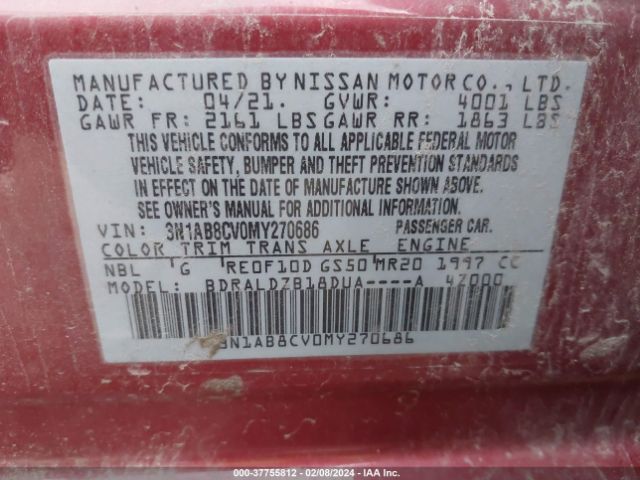 MANUFACTURED BY NISSAN MOTOR CO., LTD.
DATE: 04/21. GVWR: 4001 LBS
GAWR FR: 2161 LBS GAWR RR: 1863 LBS
THIS VEHICLE CONFORMS TO ALL APPLICABLE FEDERAL MOTOR
VEHICLE SAFETY, BUMPER AND THEFT PREVENTION STANDARDS
IN EFFECT ON THE DATE OF MANUFACTURE SHOWN ABOVE.
SEE OWNER'S MANUAL FOR ADDITIONAL INFORMATION.
VIN: 3N1AB8CV0MY270686 PASSENGER CAR.
COLOR TRIM TRANS AXLE ENGINE
NBL G RE0F10D GS50 MR20 1997 CC
MODEL: BDRALDZB18DUA----A 4Z000
3N1AB8CV0MY270686
000-37755812 - 02/08/2024 - IAA Inc.